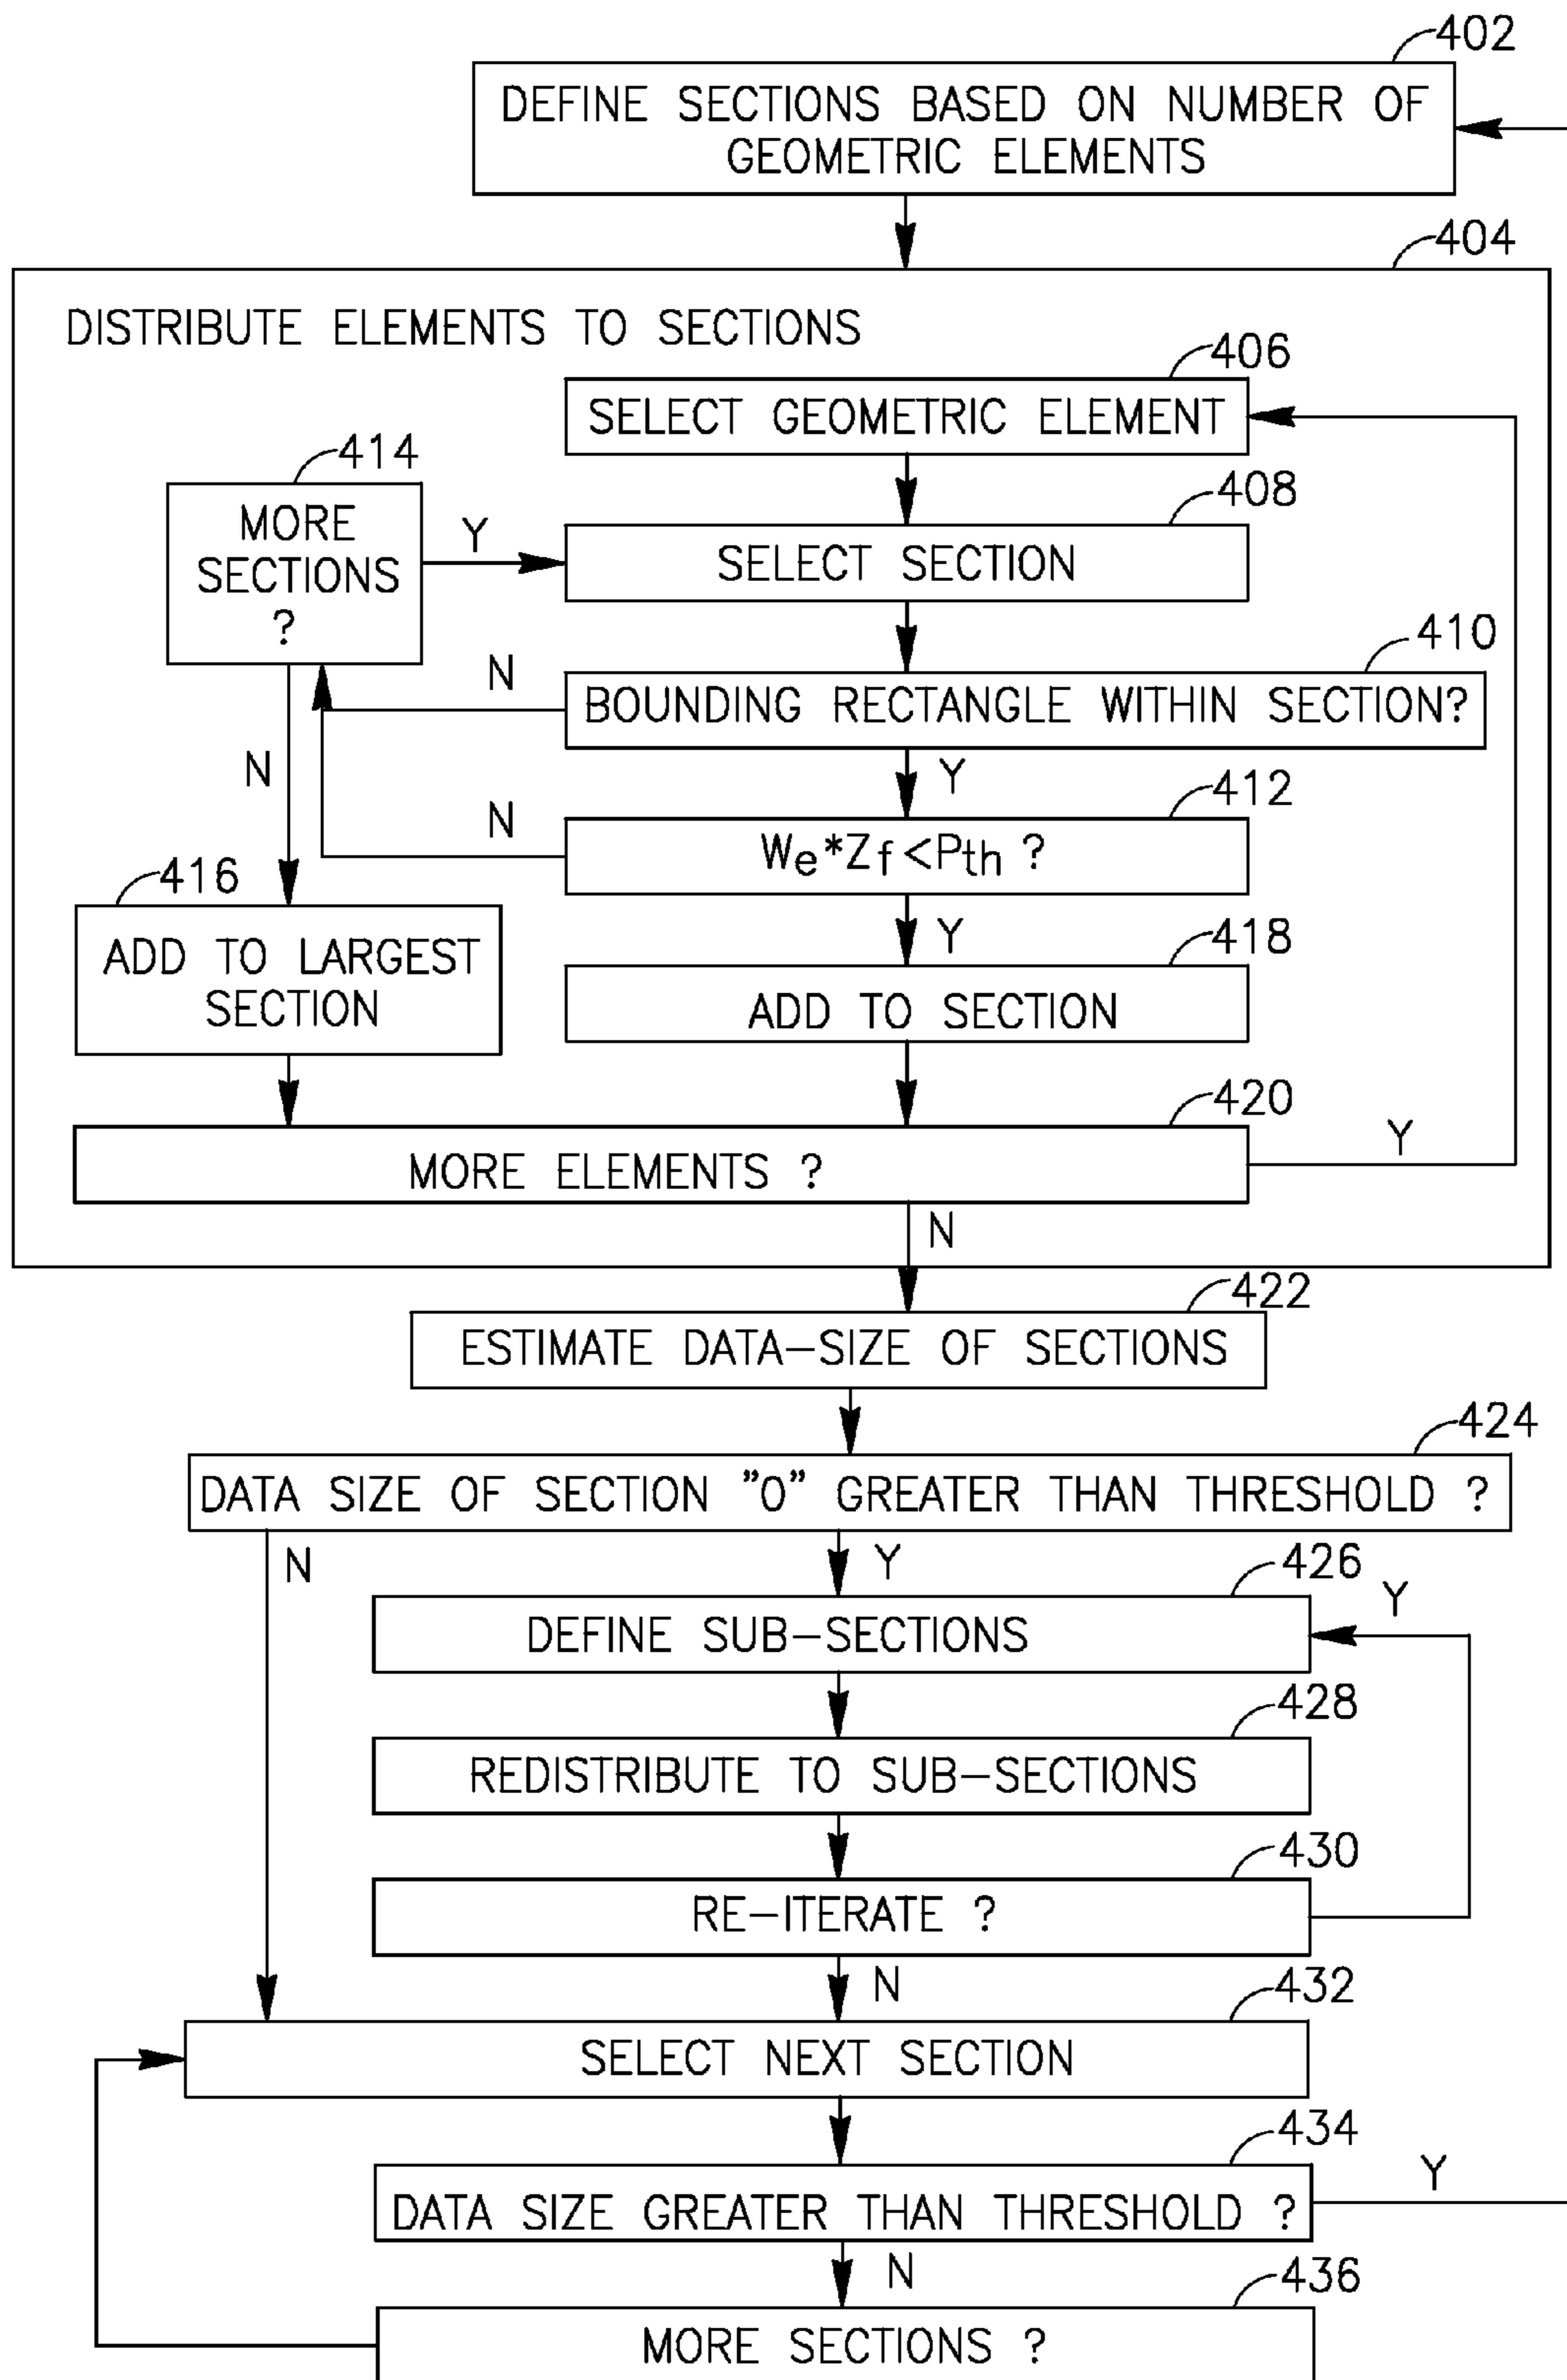 402
DEFINE SECTIONS BASED ON NUMBER OF
GEOMETRIC ELEMENTS
404
DISTRIBUTE ELEMENTS TO SECTIONS
406
SELECT GEOMETRIC ELEMENT
414
MORE
SECTIONS
?
Y
408
SELECT SECTION
410
N
BOUNDING RECTANGLE WITHIN SECTION?
N
Y
412
N
We*Zf<Pth ?
416
ADD TO LARGEST
SECTION
Y
418
ADD TO SECTION
420
MORE ELEMENTS ?
Y
N
422
ESTIMATE DATA-SIZE OF SECTIONS
424
DATA SIZE OF SECTION "0" GREATER THAN THRESHOLD ?
N
Y
426
Y
DEFINE SUB-SECTIONS
428
REDISTRIBUTE TO SUB-SECTIONS
430
RE-ITERATE ?
N
432
SELECT NEXT SECTION
434
DATA SIZE GREATER THAN THRESHOLD ?
Y
N
436
MORE SECTIONS ?